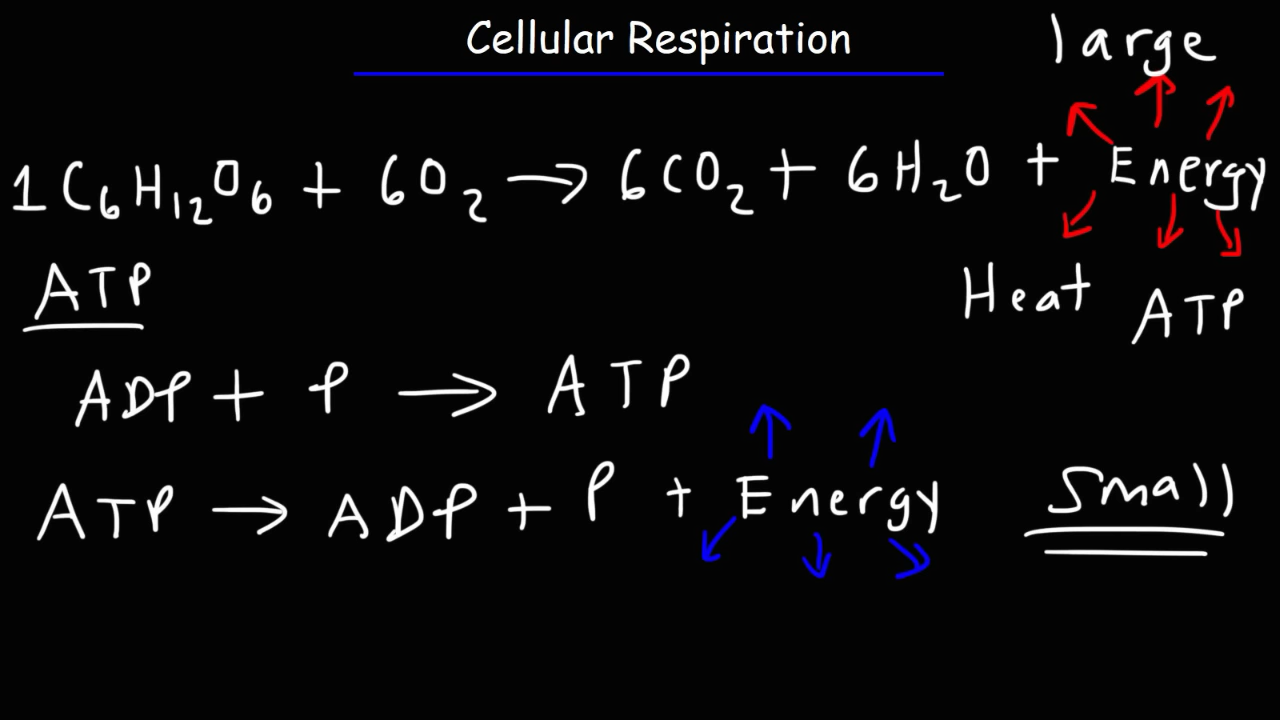 Cellular Respiration
large
1C₆H₁₂O₆ + 6O₂ → 6CO₂ + 6H₂O + Energy
ATP
Heat ATP
ADP + P → ATP
ATP → ADP + P + Energy Small